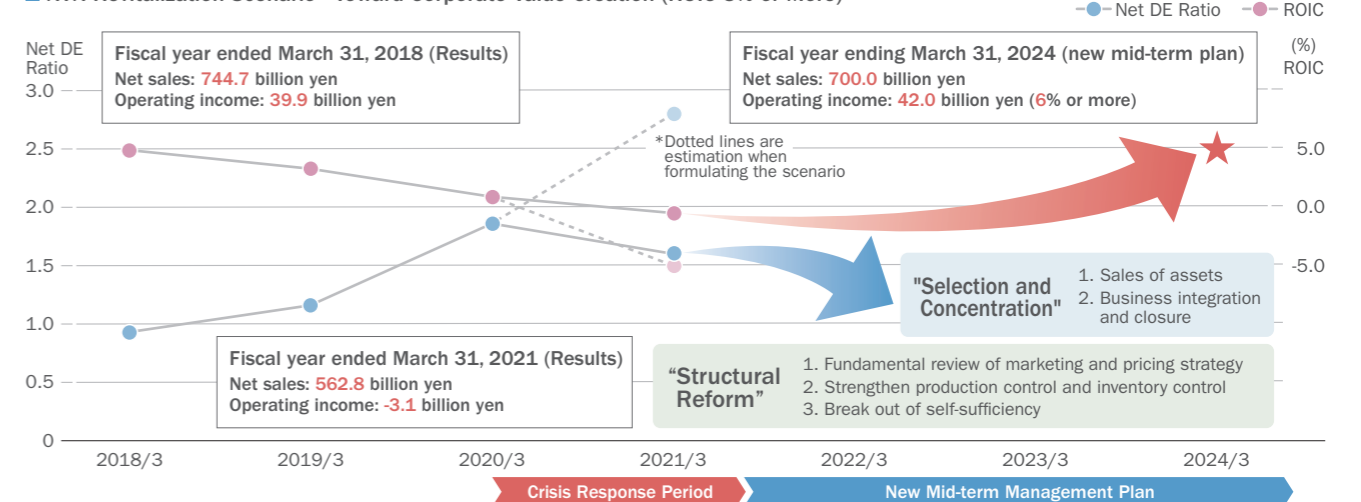 Net DE Ratio
ROIC
Net DE
Ratio
(%)
ROIC
Fiscal year ended March 31, 2018 (Results)
Net sales: 744.7 billion yen
Operating income: 39.9 billion yen
Fiscal year ending March 31, 2024 (new mid-term plan)
Net sales: 700.0 billion yen
Operating income: 42.0 billion yen (6% or more)
3.0
2.5
2.0
1.5
1.0
0.5
0
5.0
0.0
-5.0
*Dotted lines are
estimation when
formulating the scenario
"Selection and
Concentration"
1. Sales of assets
2. Business integration
and closure
Fiscal year ended March 31, 2021 (Results)
Net sales: 562.8 billion yen
Operating income: -3.1 billion yen
“Structural
Reform”
1. Fundamental review of marketing and pricing strategy
2. Strengthen production control and inventory control
3. Break out of self-sufficiency
2018/3
2019/3
2020/3
2021/3
2022/3
2023/3
2024/3
Crisis Response Period
New Mid-term Management Plan